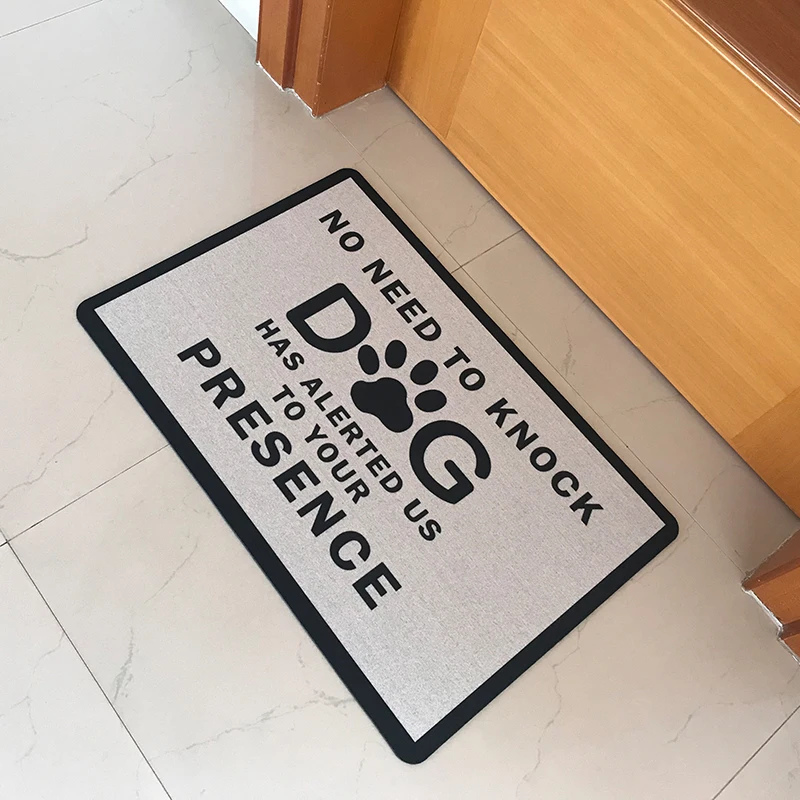 NO NEED TO KNOCK
DOG
HAS ALERTED US
TO YOUR
PRESENCE